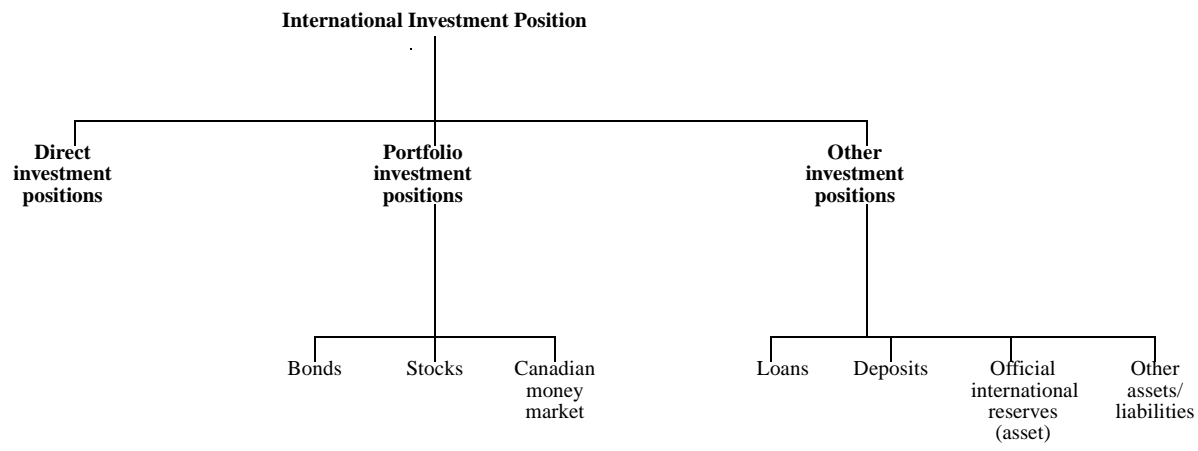 International Investment Position
Direct
investment
positions
Portfolio
investment
positions
Other
investment
positions
Bonds
Stocks
Canadian
money
market
Loans
Deposits
Official
international
reserves
(asset)
Other
assets/
liabilities